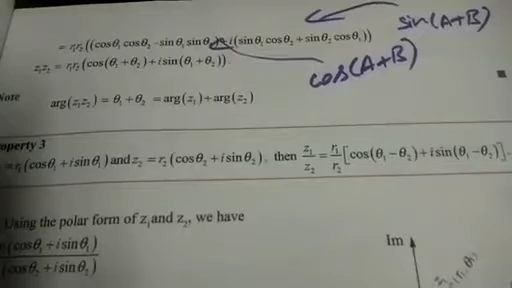 = r₁r₂((cosθ₁ cosθ₂ − sinθ₁ sinθ₂) + i(sinθ₁ cosθ₂ + sinθ₂ cosθ₁))
sin(A+B)
z₁z₂ = r₁r₂(cos(θ₁ + θ₂) + i sin(θ₁ + θ₂)).
cos(A+B)
Note
arg(z₁z₂) = θ₁ + θ₂ = arg(z₁) + arg(z₂)
operty 3
= r₁(cosθ₁ + i sinθ₁) and z₂ = r₂(cosθ₂ + i sinθ₂), then z₁/z₂ = r₁/r₂ [cos(θ₁ − θ₂) + i sin(θ₁ − θ₂)].
Using the polar form of z₁ and z₂, we have
(cosθ₁ + i sinθ₁)
(cosθ₂ + i sinθ₂)
Im